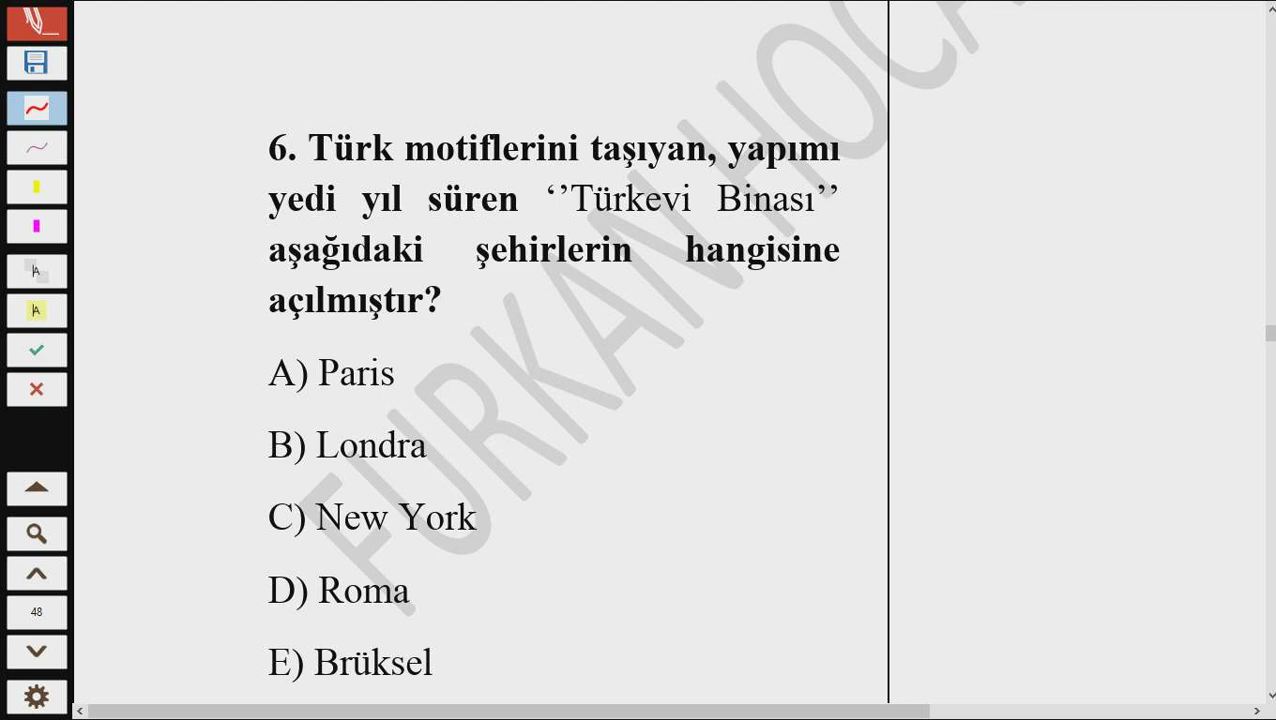 6. Türk motiflerini taşıyan, yapımı
yedi yıl süren ‘’Türkevi Binası’’
aşağıdaki şehirlerin hangisine
açılmıştır?
A) Paris
B) Londra
C) New York
D) Roma
E) Brüksel
FURKAN HOCA
A
A
48